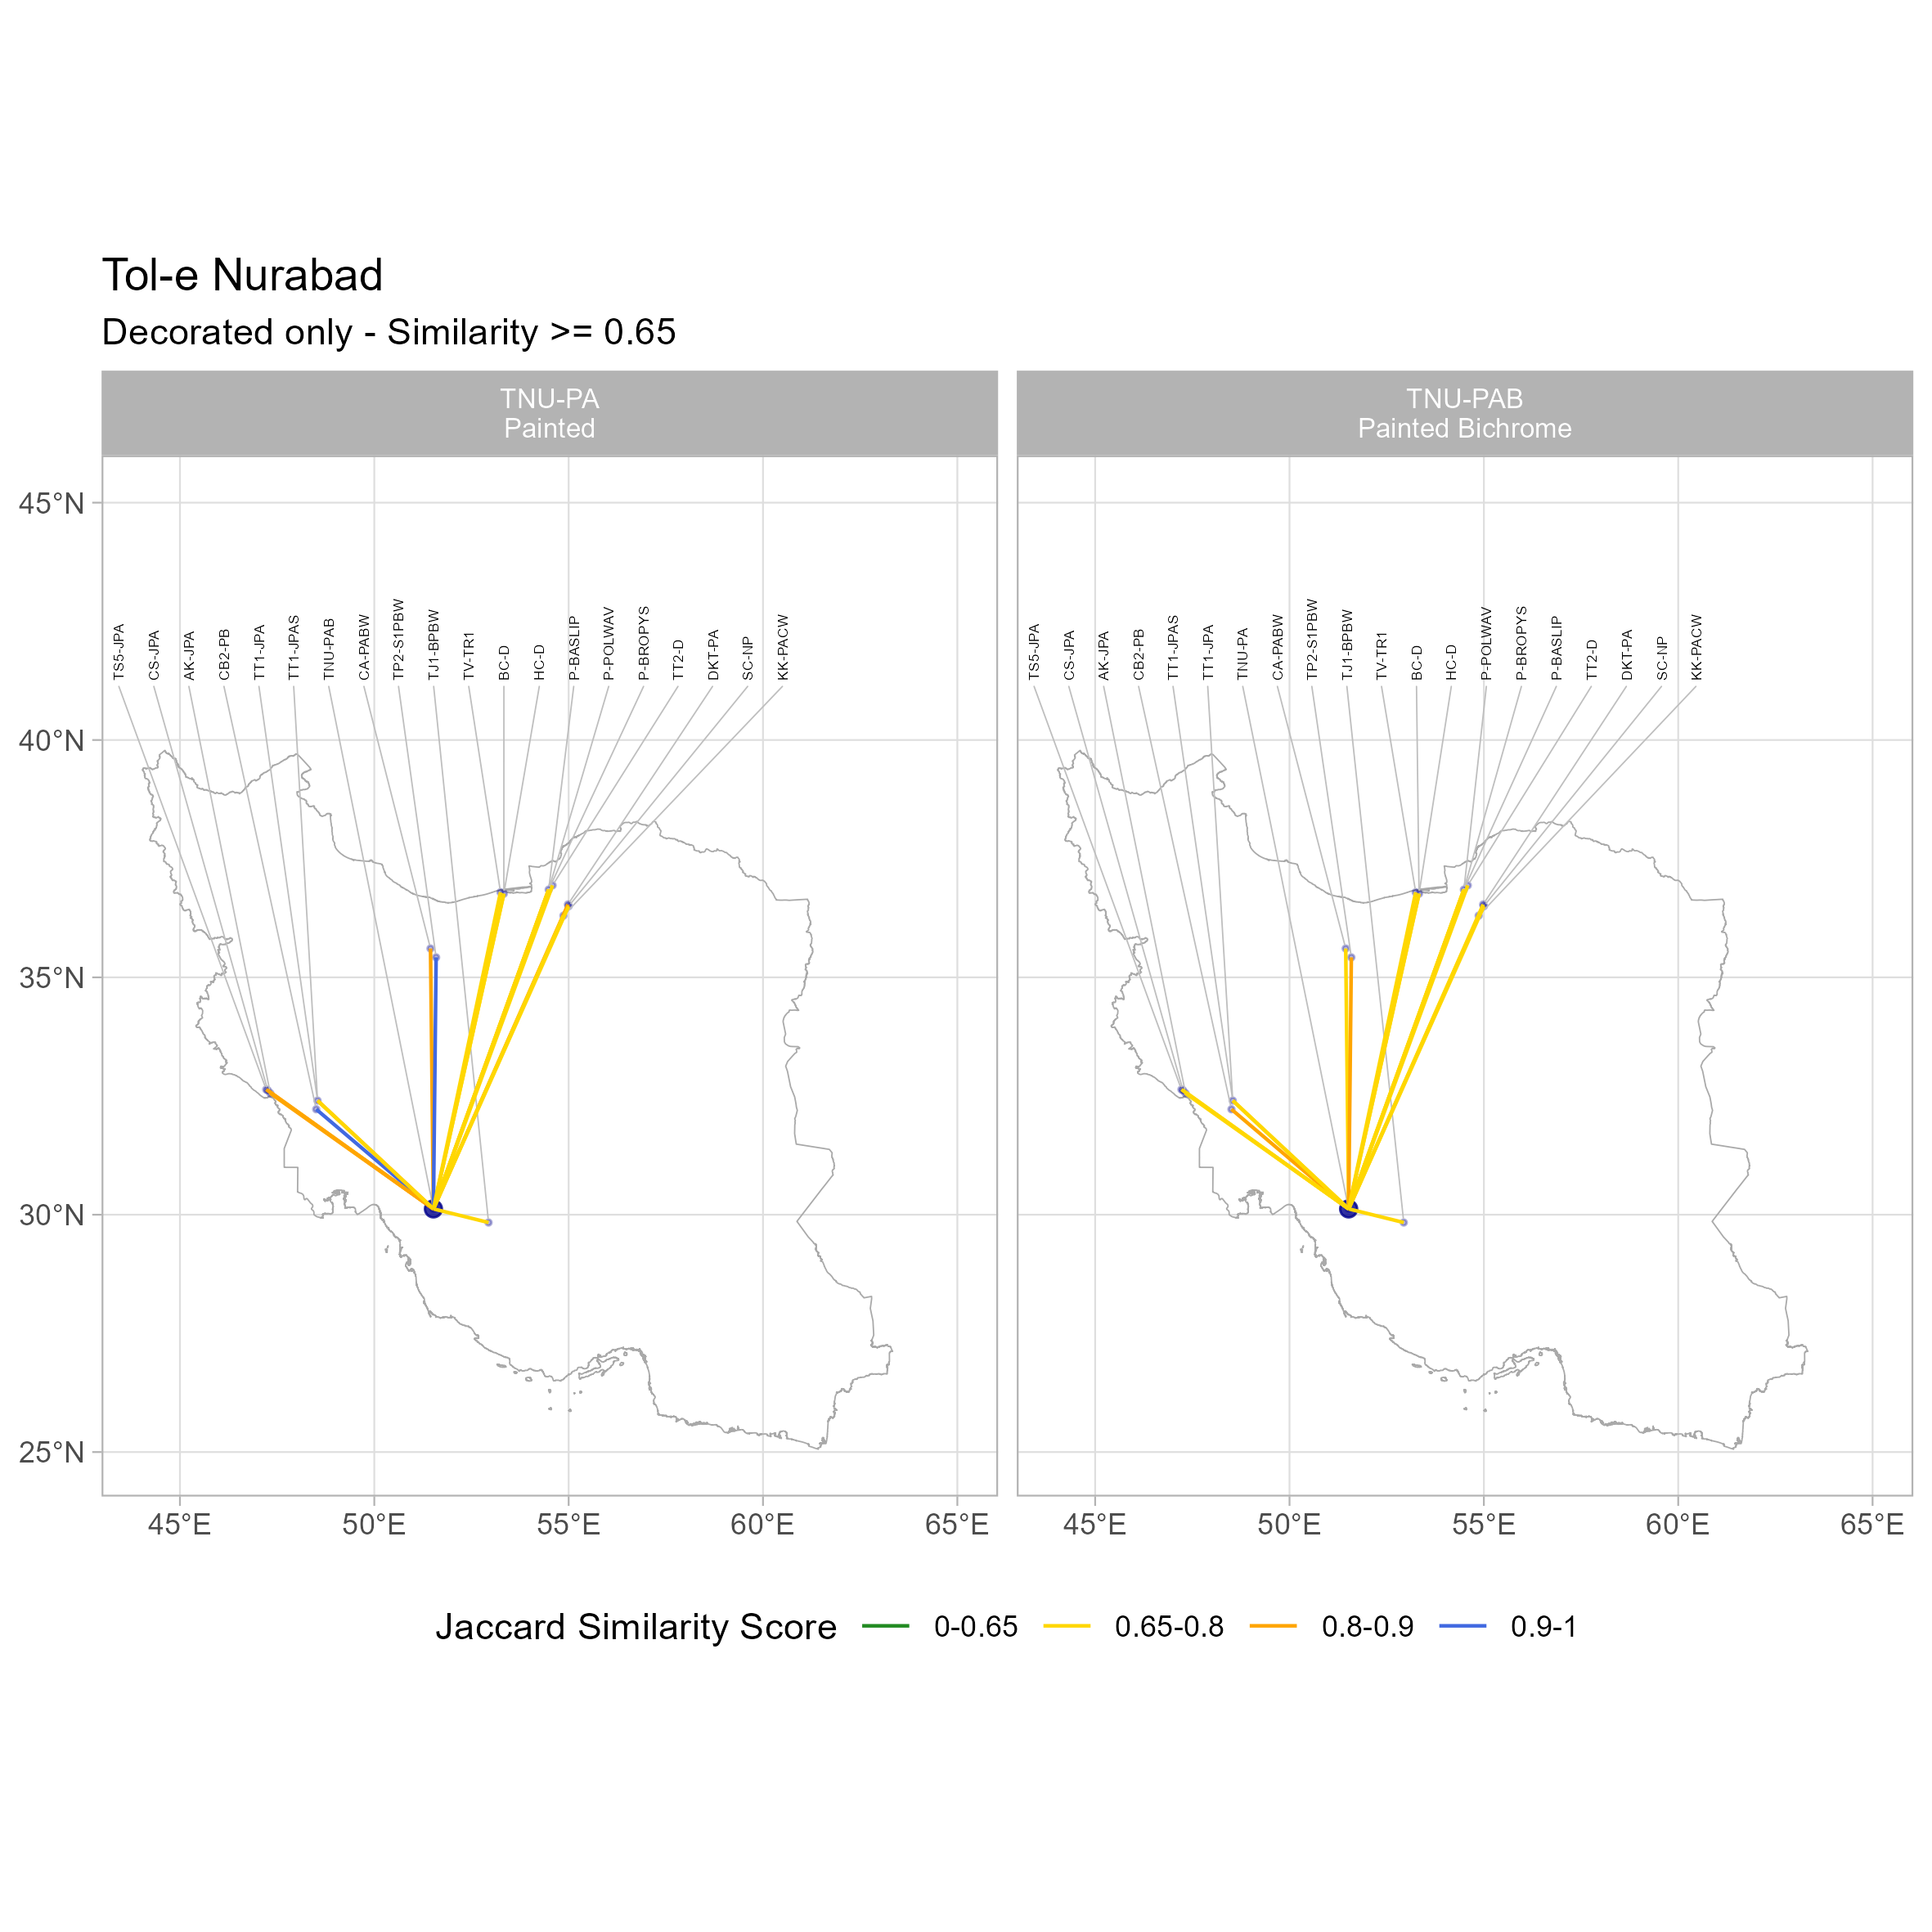 Tol-e Nurabad
Decorated only - Similarity >= 0.65
TNU-PA
Painted
TNU-PAB
Painted Bichrome
45°N
40°N
35°N
30°N
25°N
TS5-JPA
CS-JPA
AK-JPA
CB2-PB
TT1-JPA
TT1-JPAS
TNU-PAB
CA-PABW
TP2-S1PBW
TJ1-BPBW
TV-TR1
BC-D
HC-D
P-BASLIP
P-POLWAV
P-BROPYS
TT2-D
DKT-PA
SC-NP
KK-PACW
TS5-JPA
CS-JPA
AK-JPA
CB2-PB
TT1-JPAS
TT1-JPA
TNU-PA
CA-PABW
TP2-S1PBW
TJ1-BPBW
TV-TR1
BC-D
HC-D
P-POLWAV
P-BROPYS
P-BASLIP
TT2-D
DKT-PA
SC-NP
KK-PACW
45°E 50°E 55°E 60°E 65°E
45°E 50°E 55°E 60°E 65°E
Jaccard Similarity Score 0-0.65 0.65-0.8 0.8-0.9 0.9-1